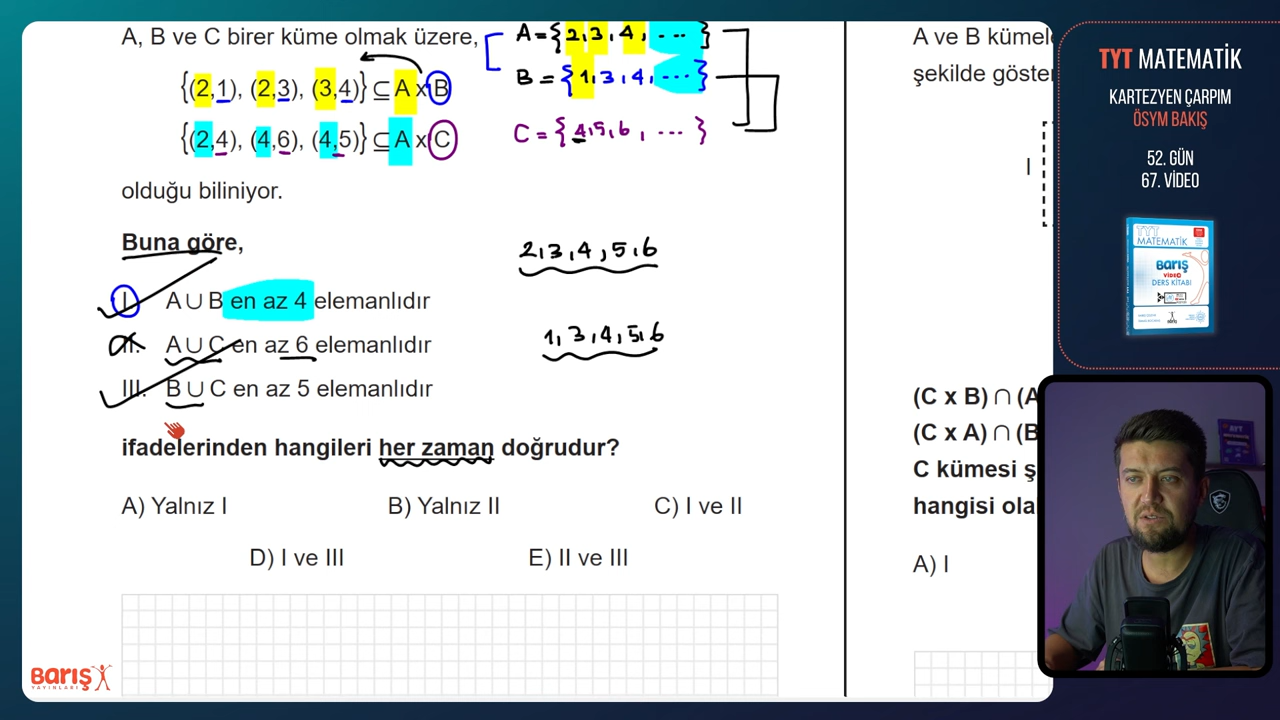 A, B ve C birer küme olmak üzere,
A = {2,3,4, ...}
{(2,1), (2,3), (3,4)} ⊆ A x B
B = {1,3,4, ...}
{(2,4), (4,6), (4,5)} ⊆ A x C
C = {4,5,6, ...}
olduğu biliniyor.
Buna göre,
2,3,4,5,6
I. A ∪ B en az 4 elemanlıdır
II. A ∪ C en az 6 elemanlıdır
1,3,4,5,6
III. B ∪ C en az 5 elemanlıdır
ifadelerinden hangileri her zaman doğrudur?
A) Yalnız I B) Yalnız II C) I ve II
D) I ve III E) II ve III
BARIŞ
YAYINLARI
A ve B kümel
şekilde göste
I
(C x B) ∩ (A
(C x A) ∩ (B
C kümesi ş
hangisi ola
A) I
TYT MATEMATİK
KARTEZYEN ÇARPIM
ÖSYM BAKIŞ
52. GÜN
67. VİDEO
TYT
MATEMATİK
BARIŞ
VİDEO
DERS KİTABI